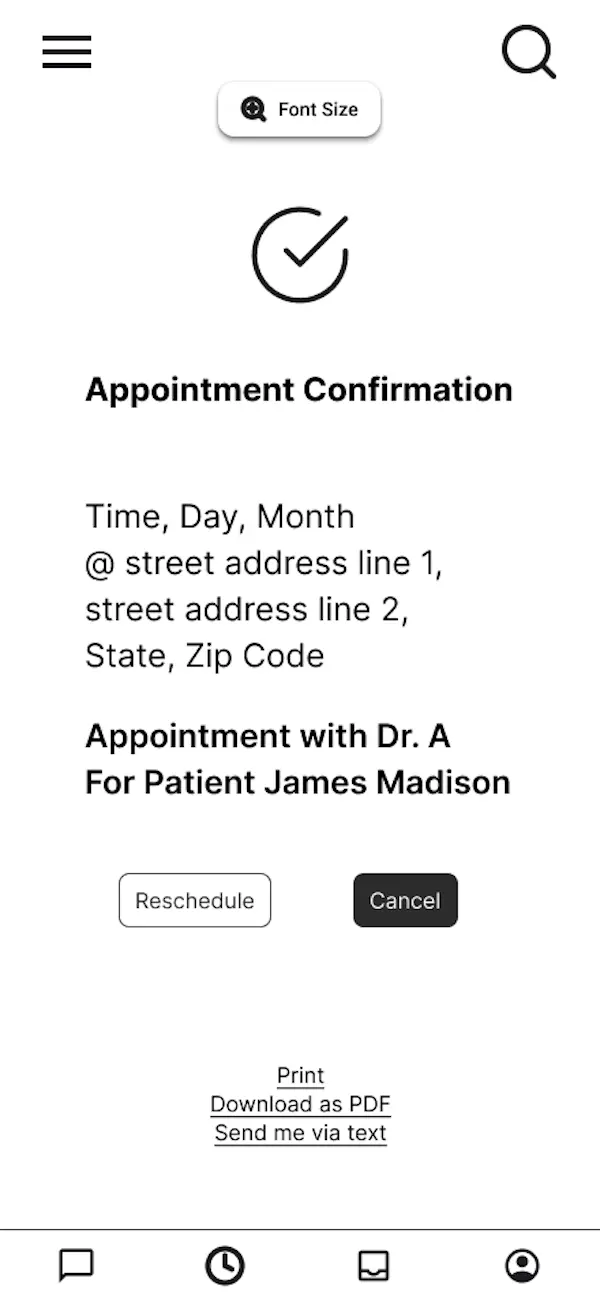 Font Size
Appointment Confirmation
Time, Day, Month
@ street address line 1,
street address line 2,
State, Zip Code
Appointment with Dr. A
For Patient James Madison
Reschedule
Cancel
Print
Download as PDF
Send me via text